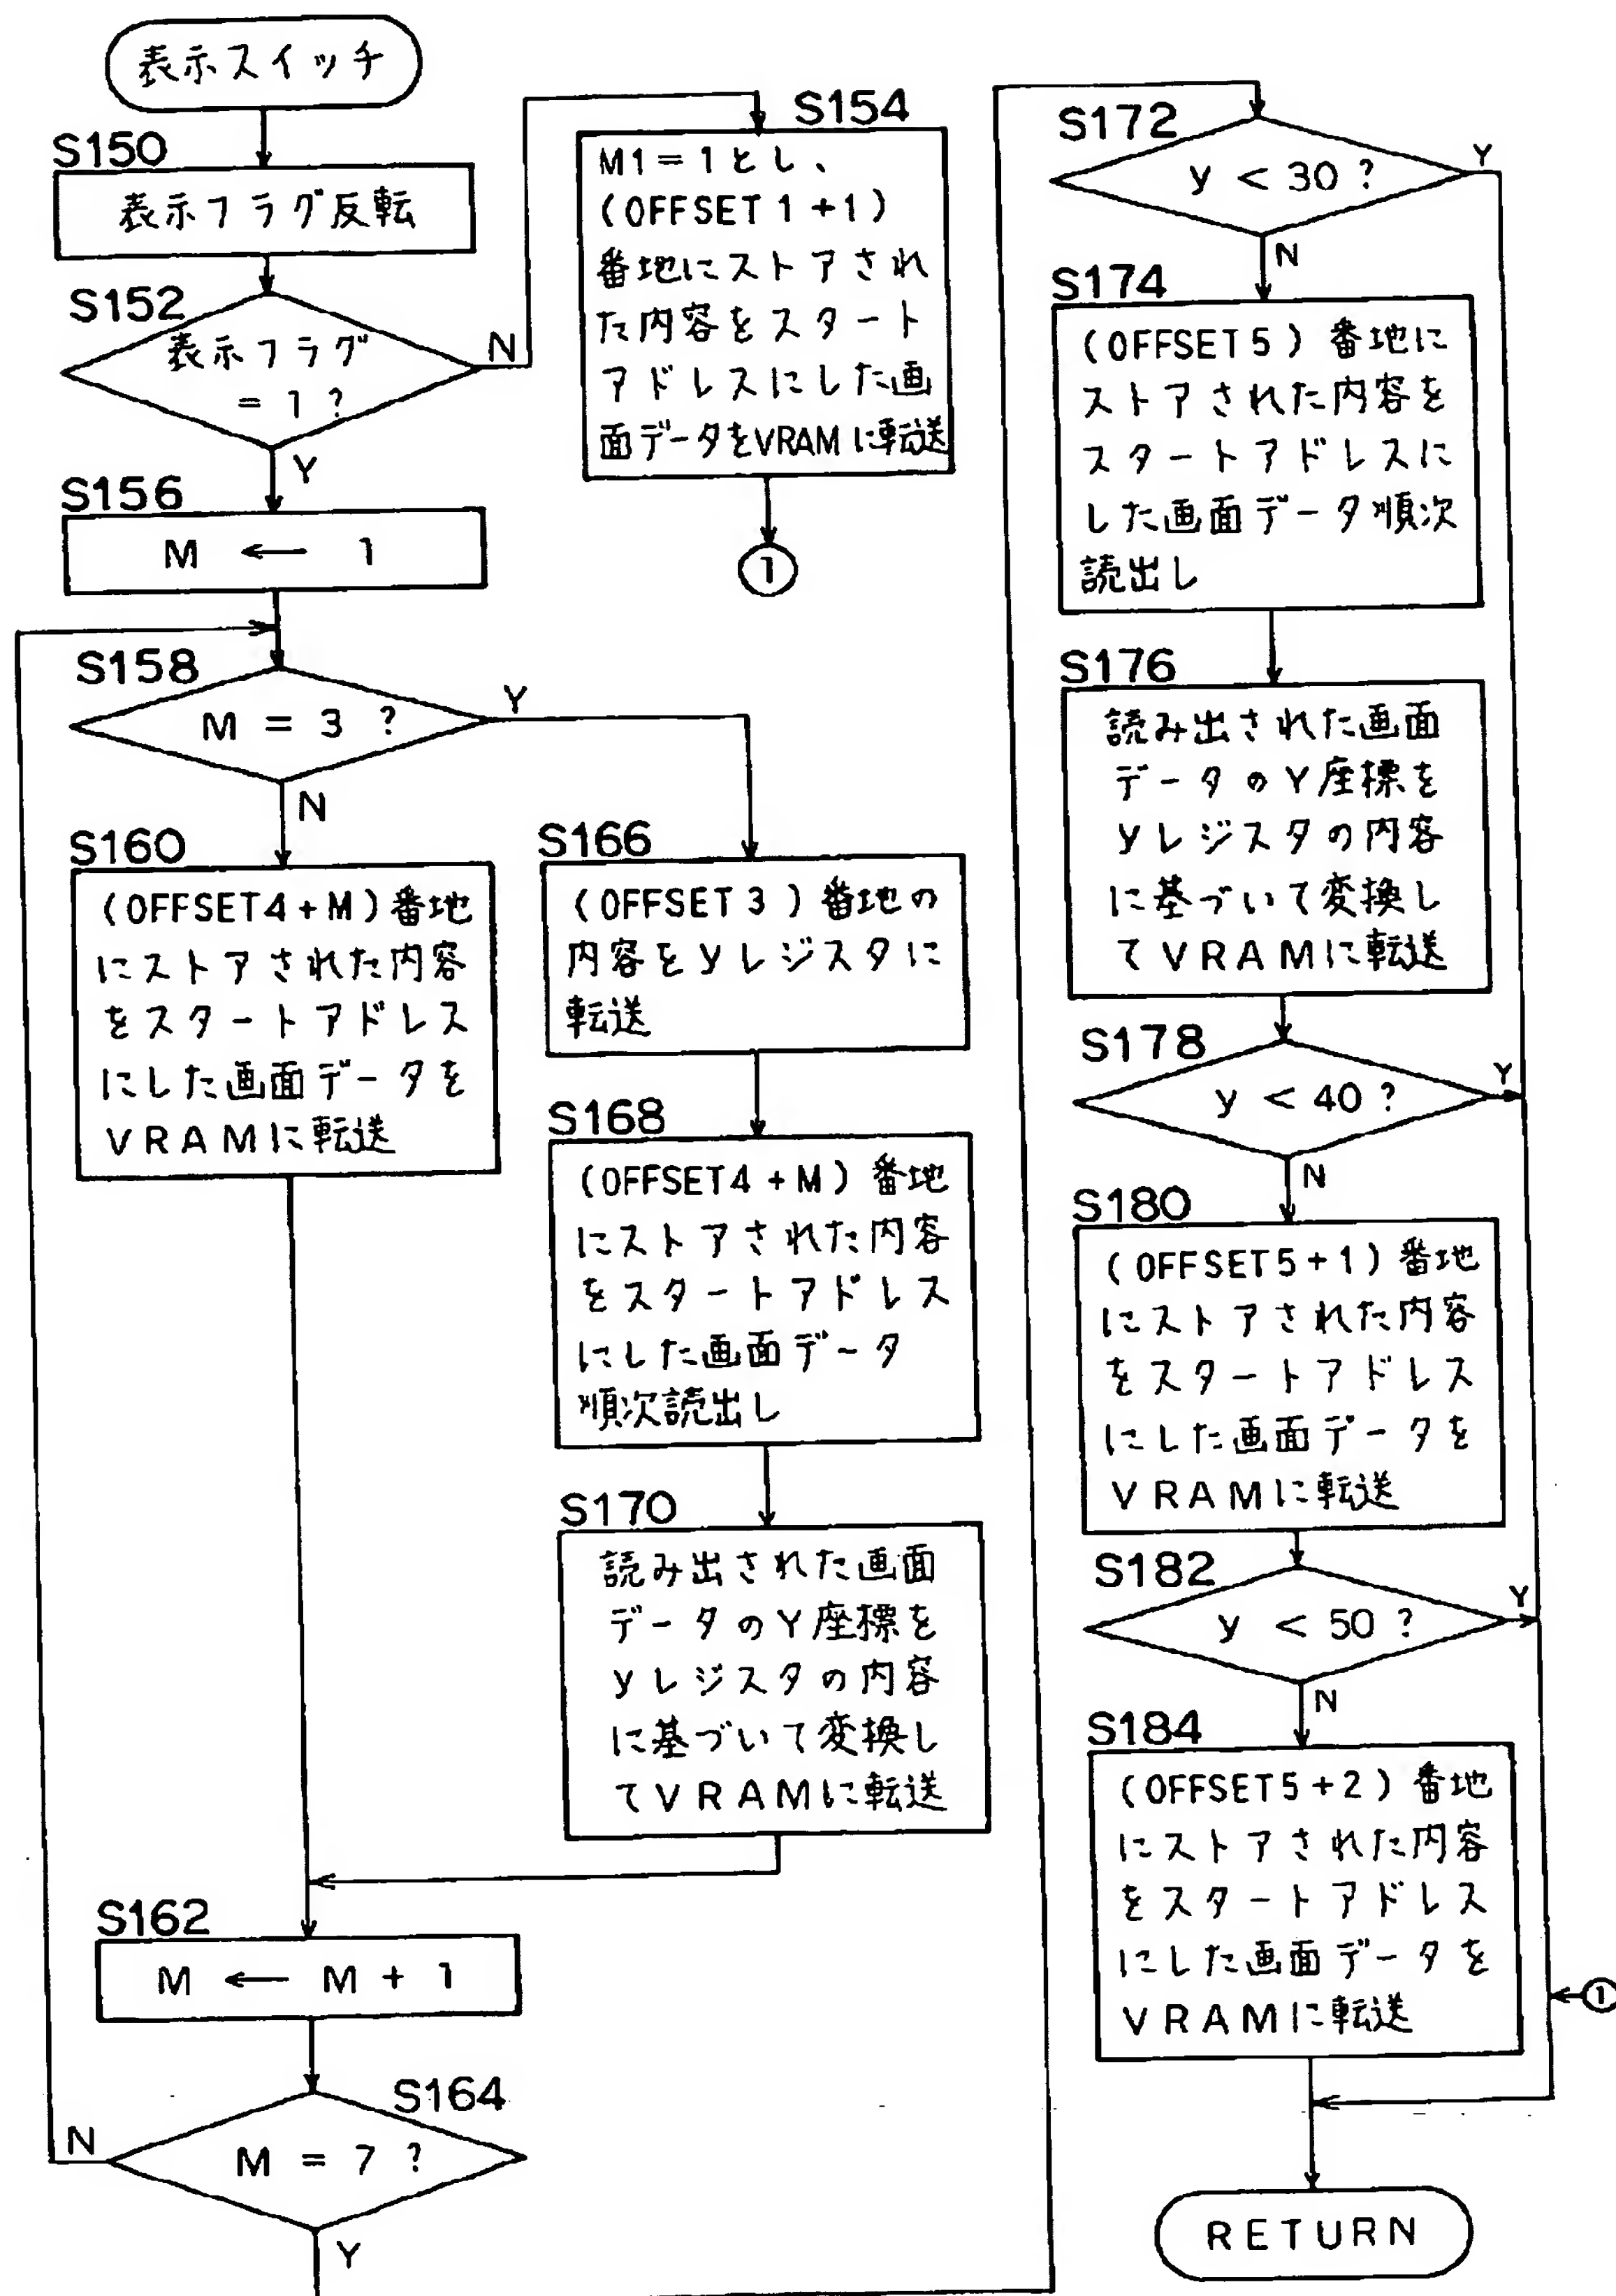 表示スイッチ
S150
表示フラグ反転
S152
表示フラグ
= 1 ?
N
Y
S154
M1=1とし、
(OFFSET1+1)
番地にストアされ
た内容をスタート
アドレスにした画
面データをVRAMに転送
1
S156
M ← 1
S158
M = 3 ?
Y
N
S160
(OFFSET4+M)番地
にストアされた内容
をスタートアドレス
にした画面データを
VRAMに転送
S166
(OFFSET3)番地の
内容をyレジスタに
転送
S168
(OFFSET4+M)番地
にストアされた内容
をスタートアドレス
にした画面データ
順次読出し
S170
読み出された画面
データのY座標を
yレジスタの内容
に基づいて変換し
てVRAMに転送
S162
M ← M + 1
S164
M = 7 ?
N
Y
S172
y < 30 ?
Y
N
S174
(OFFSET5)番地に
ストアされた内容を
スタートアドレスに
した画面データ順次
読出し
S176
読み出された画面
データのY座標を
yレジスタの内容
に基づいて変換し
てVRAMに転送
S178
y < 40 ?
Y
N
S180
(OFFSET5+1)番地
にストアされた内容
をスタートアドレス
にした画面データを
VRAMに転送
S182
y < 50 ?
Y
N
S184
(OFFSET5+2)番地
にストアされた内容
をスタートアドレス
にした画面データを
VRAMに転送
1
RETURN